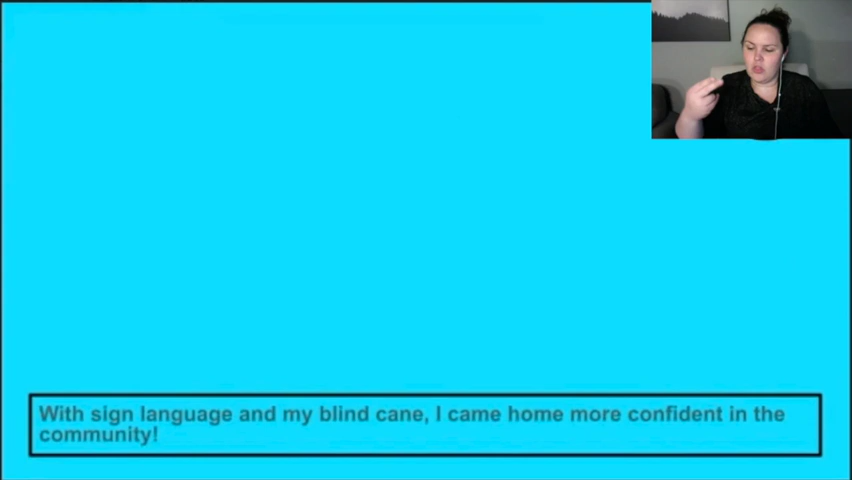 With sign language and my blind cane, I came home more confident in the
community!